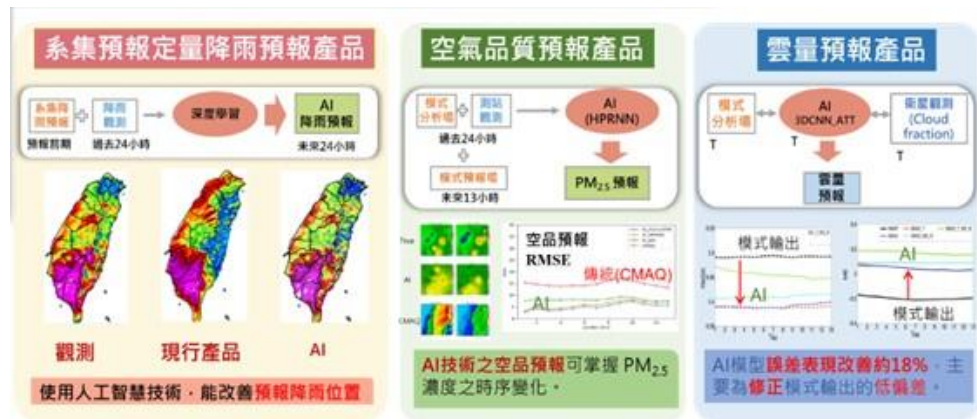 系集預報定量降雨預報產品
系集降
雨預報
預報前期
+
降雨
觀測
過去24小時
深度學習
AI
降雨預報
未來24小時
觀測
現行產品
AI
使用人工智慧技術，能改善預報降雨位置
空氣品質預報產品
模式
分析場
測站
觀測
過去24小時
模式預報場
未來13小時
AI
(HPRNN)
PM2.5 預報
True
AI
CMAQ
空品預報
RMSE
傳統(CMAQ)
AI
AI技術之空品預報可掌握 PM2.5
濃度之時序變化。
雲量預報產品
模式
分析場
T
AI
3DCNN_ATT
T
衛星觀測
(Cloud
fraction)
T
雲量
預報
模式輸出
AI
AI
模式輸出
AI模型誤差表現改善約18%，主
要為修正模式輸出的低偏差。